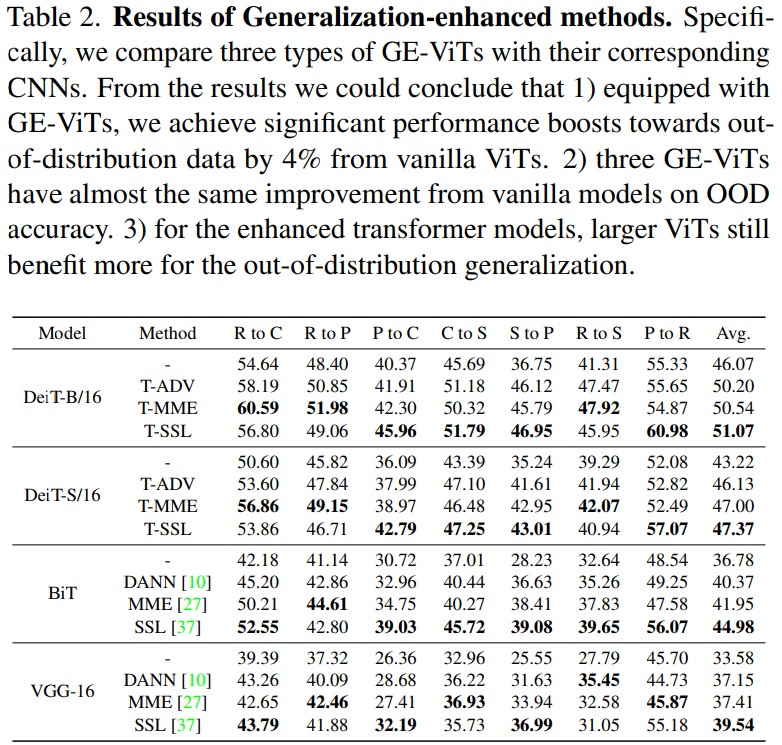 Table 2. Results of Generalization-enhanced methods. Specifi-
cally, we compare three types of GE-ViTs with their corresponding
CNNs. From the results we could conclude that 1) equipped with
GE-ViTs, we achieve significant performance boosts towards out-
of-distribution data by 4% from vanilla ViTs. 2) three GE-ViTs
have almost the same improvement from vanilla models on OOD
accuracy. 3) for the enhanced transformer models, larger ViTs still
benefit more for the out-of-distribution generalization.
Model Method R to C R to P P to C C to S S to P R to S P to R Avg.
DeiT-B/16 - 54.64 48.40 40.37 45.69 36.75 41.31 55.33 46.07
T-ADV 58.19 50.85 41.91 51.18 46.12 47.47 55.65 50.20
T-MME 60.59 51.98 42.30 50.32 45.79 47.92 54.87 50.54
T-SSL 56.80 49.06 45.96 51.79 46.95 45.95 60.98 51.07
DeiT-S/16 - 50.60 45.82 36.09 43.39 35.24 39.29 52.08 43.22
T-ADV 53.60 47.84 37.99 47.10 41.61 41.94 52.82 46.13
T-MME 56.86 49.15 38.97 46.48 42.95 42.07 52.49 47.00
T-SSL 53.86 46.71 42.79 47.25 43.01 40.94 57.07 47.37
BiT - 42.18 41.14 30.72 37.01 28.23 32.64 48.54 36.78
DANN [10] 45.20 42.86 32.96 40.44 36.63 35.26 49.25 40.37
MME [27] 50.21 44.61 34.75 40.27 38.41 37.83 47.58 41.95
SSL [37] 52.55 42.80 39.03 45.72 39.08 39.65 56.07 44.98
VGG-16 - 39.39 37.32 26.36 32.96 25.55 27.79 45.70 33.58
DANN [10] 43.26 40.09 28.68 36.22 31.63 35.45 44.73 37.15
MME [27] 42.65 42.46 27.41 36.93 33.94 32.58 45.87 37.41
SSL [37] 43.79 41.88 32.19 35.73 36.99 31.05 55.18 39.54